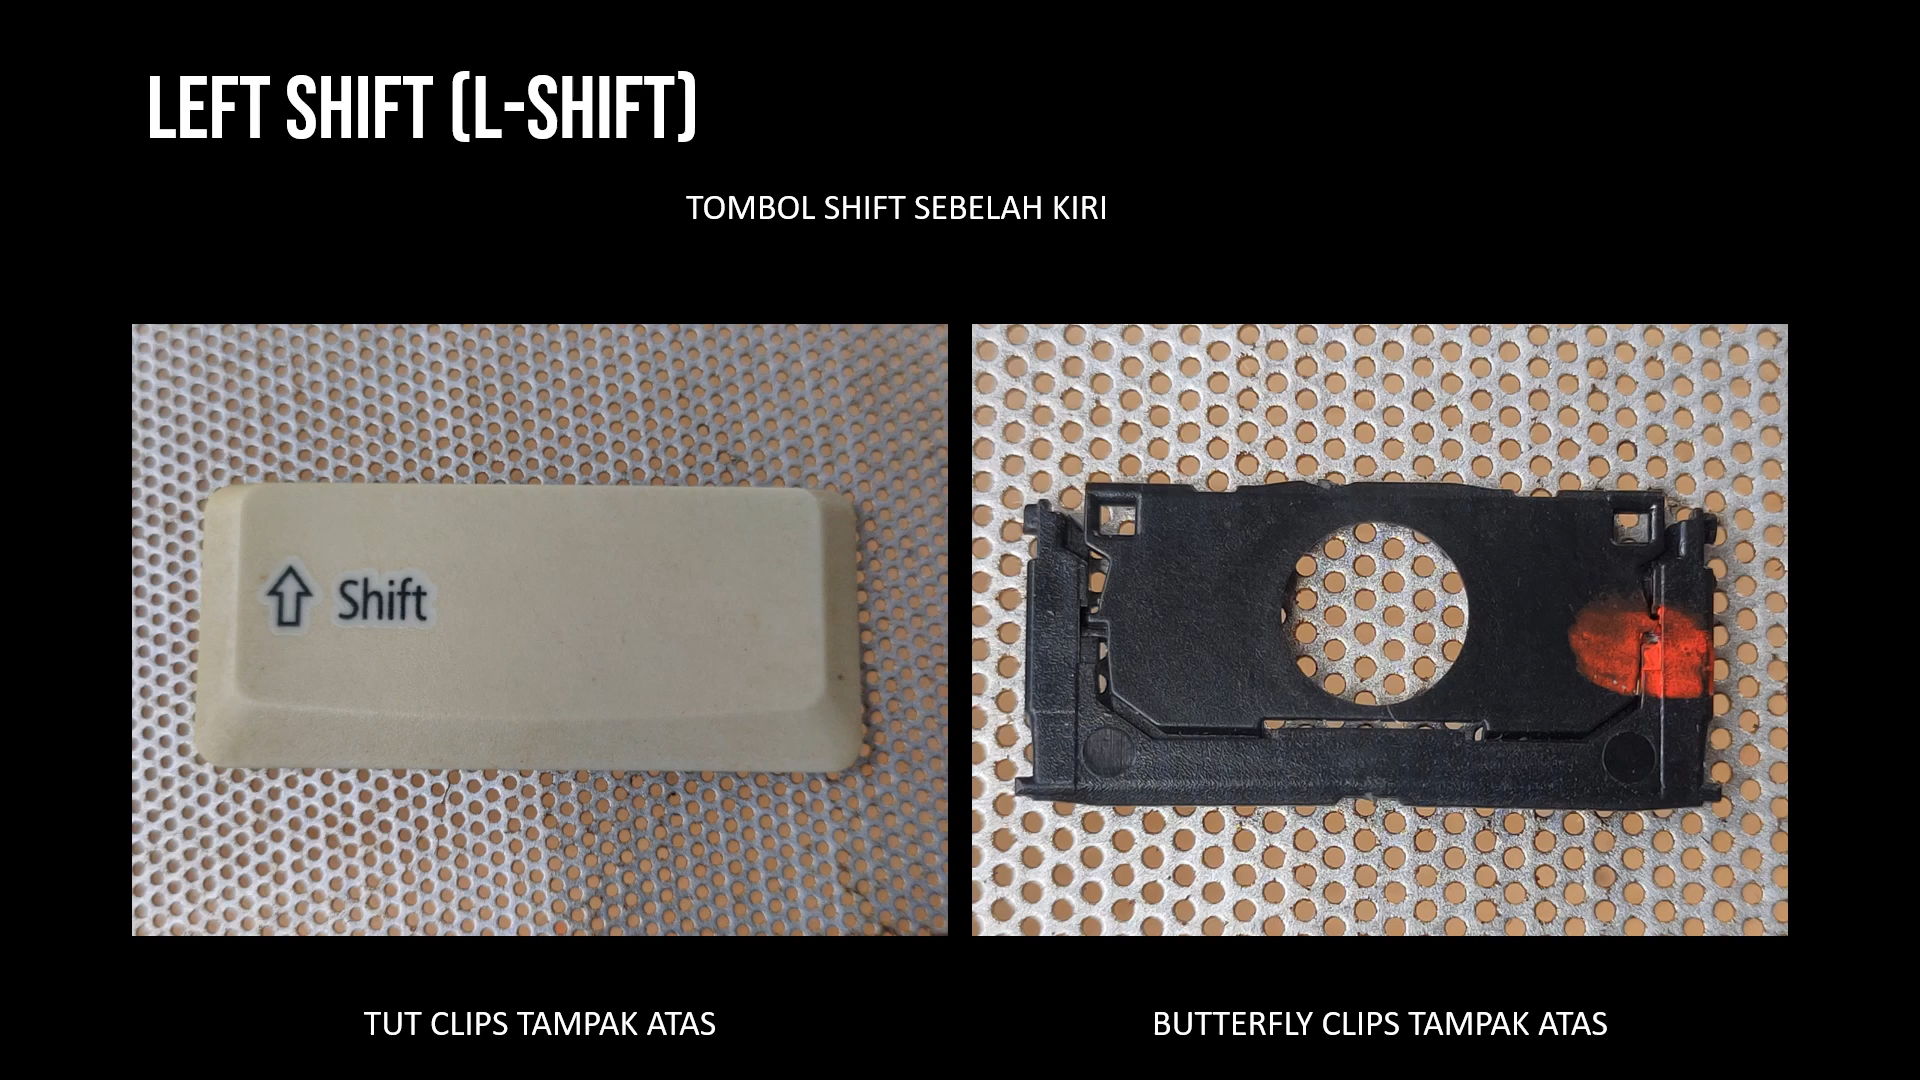 LEFT SHIFT (L-SHIFT)
TOMBOL SHIFT SEBELAH KIRI
Shift
TUT CLIPS TAMPAK ATAS
BUTTERFLY CLIPS TAMPAK ATAS